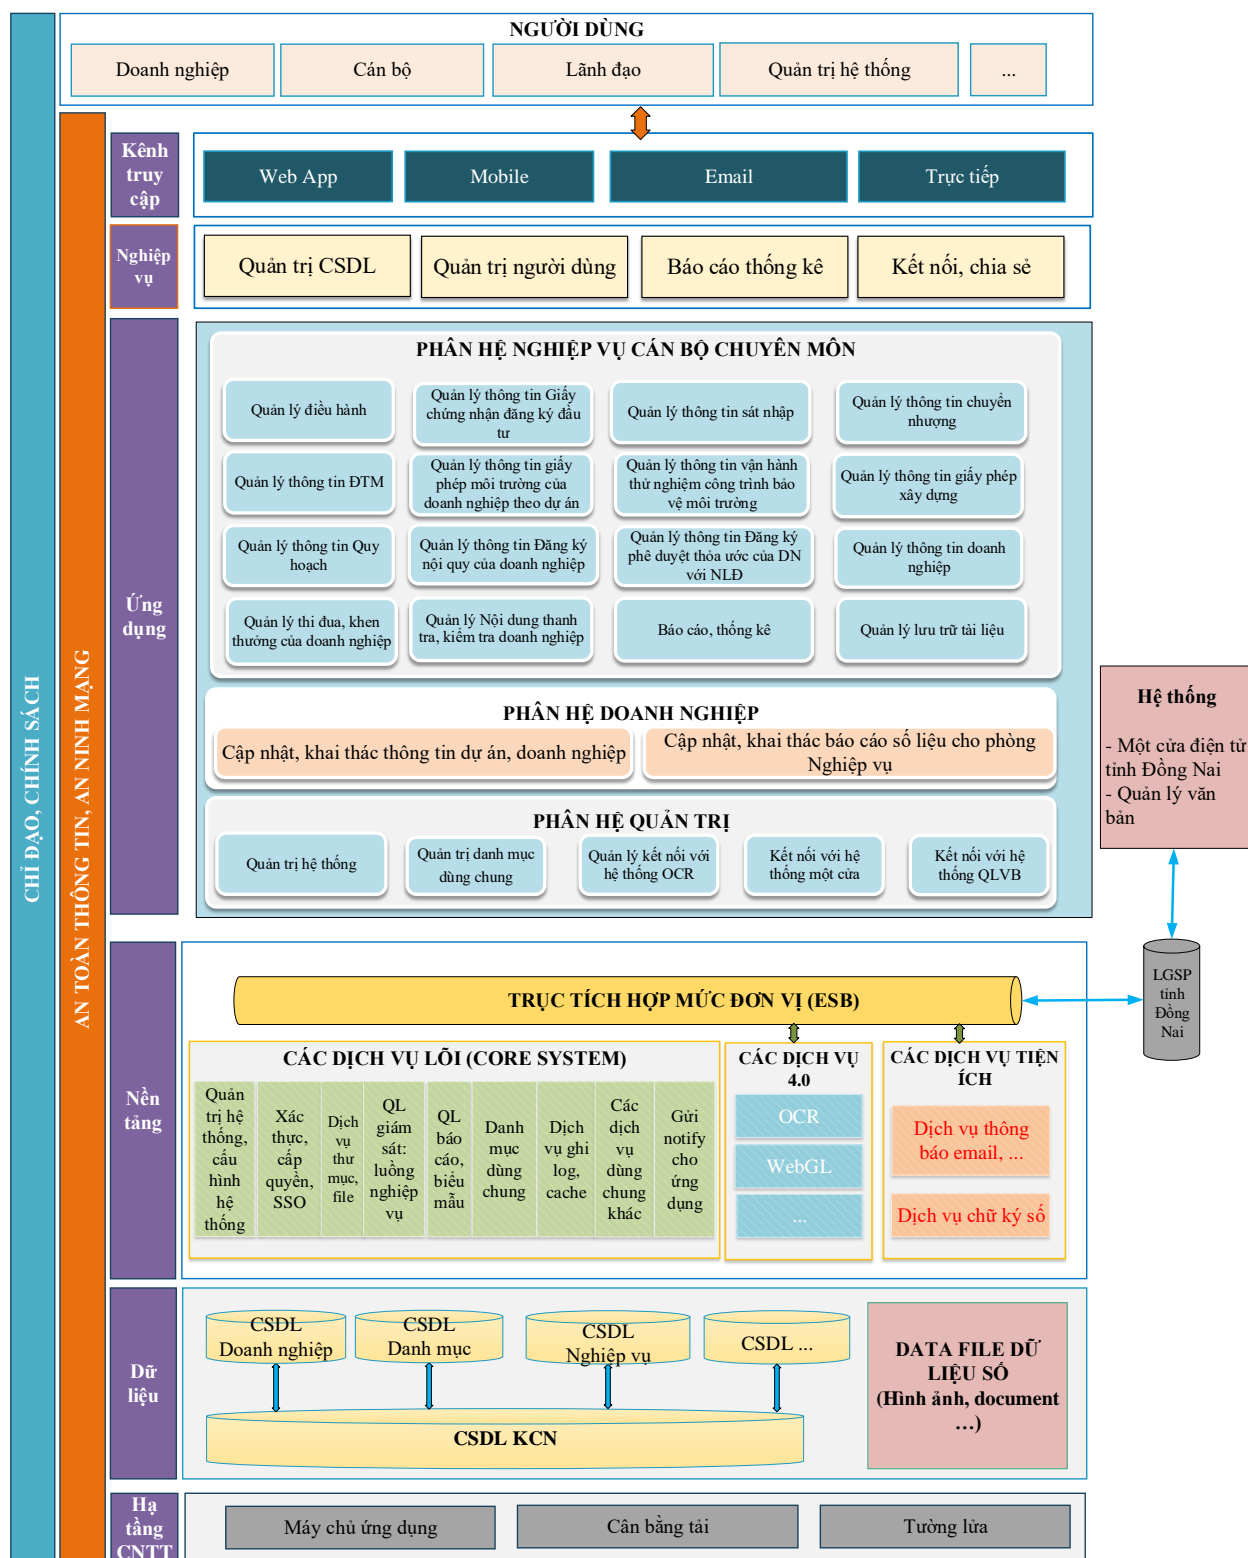 NGƯỜI DÙNG
Doanh nghiệp
Cán bộ
Lãnh đạo
Quản trị hệ thống
...
CHỈ ĐẠO, CHÍNH SÁCH
AN TOÀN THÔNG TIN, AN NINH MẠNG
Kênh
truy
cập
Web App
Mobile
Email
Trực tiếp
Nghiệp
vụ
Quản trị CSDL
Quản trị người dùng
Báo cáo thống kê
Kết nối, chia sẻ
Ứng
dụng
PHÂN HỆ NGHIỆP VỤ CÁN BỘ CHUYÊN MÔN
Quản lý điều hành
Quản lý thông tin Giấy
chứng nhận đăng ký đầu
tư
Quản lý thông tin sát nhập
Quản lý thông tin chuyển
nhượng
Quản lý thông tin ĐTM
Quản lý thông tin giấy
phép môi trường của
doanh nghiệp theo dự án
Quản lý thông tin vận hành
thử nghiệm công trình bảo
vệ môi trường
Quản lý thông tin giấy phép
xây dựng
Quản lý thông tin Quy
hoạch
Quản lý thông tin Đăng ký
nội quy của doanh nghiệp
Quản lý thông tin Đăng ký
phê duyệt thỏa ước của DN
với NLĐ
Quản lý thông tin doanh
nghiệp
Quản lý thi đua, khen
thưởng của doanh nghiệp
Quản lý Nội dung thanh
tra, kiểm tra doanh nghiệp
Báo cáo, thống kê
Quản lý lưu trữ tài liệu
PHÂN HỆ DOANH NGHIỆP
Cập nhật, khai thác thông tin dự án, doanh nghiệp
Cập nhật, khai thác báo cáo số liệu cho phòng
Nghiệp vụ
PHÂN HỆ QUẢN TRỊ
Quản trị hệ thống
Quản trị danh mục
dùng chung
Quản lý kết nối với
hệ thống OCR
Kết nối với hệ
thống một cửa
Kết nối với hệ
thống QLVB
Hệ thống
- Một cửa điện tử
tỉnh Đồng Nai
- Quản lý văn
bản
LGSP
tỉnh
Đồng
Nai
Nền
tảng
TRỤC TÍCH HỢP MỨC ĐƠN VỊ (ESB)
CÁC DỊCH VỤ LÕI (CORE SYSTEM)
Quản
trị hệ
thống,
cấu
hình
hệ
thống
Xác
thực,
cấp
quyền,
SSO
Dịch
vụ
thư
mục,
file
QL
giám
sát:
luồng
nghiệp
vụ
QL
báo
cáo,
biểu
mẫu
Danh
mục
dùng
chung
Dịch
vụ ghi
log,
cache
Các
dịch
vụ
dùng
chung
khác
Gửi
notify
cho
ứng
dụng
CÁC DỊCH VỤ
4.0
OCR
WebGL
...
CÁC DỊCH VỤ TIỆN
ÍCH
Dịch vụ thông
báo email, ...
Dịch vụ chữ ký số
Dữ
liệu
CSDL
Doanh nghiệp
CSDL
Danh mục
CSDL
Nghiệp vụ
CSDL ...
CSDL KCN
DATA FILE DỮ
LIỆU SỐ
(Hình ảnh, document
…)
Hạ
tầng
CNTT
Máy chủ ứng dụng
Cân bằng tải
Tường lửa